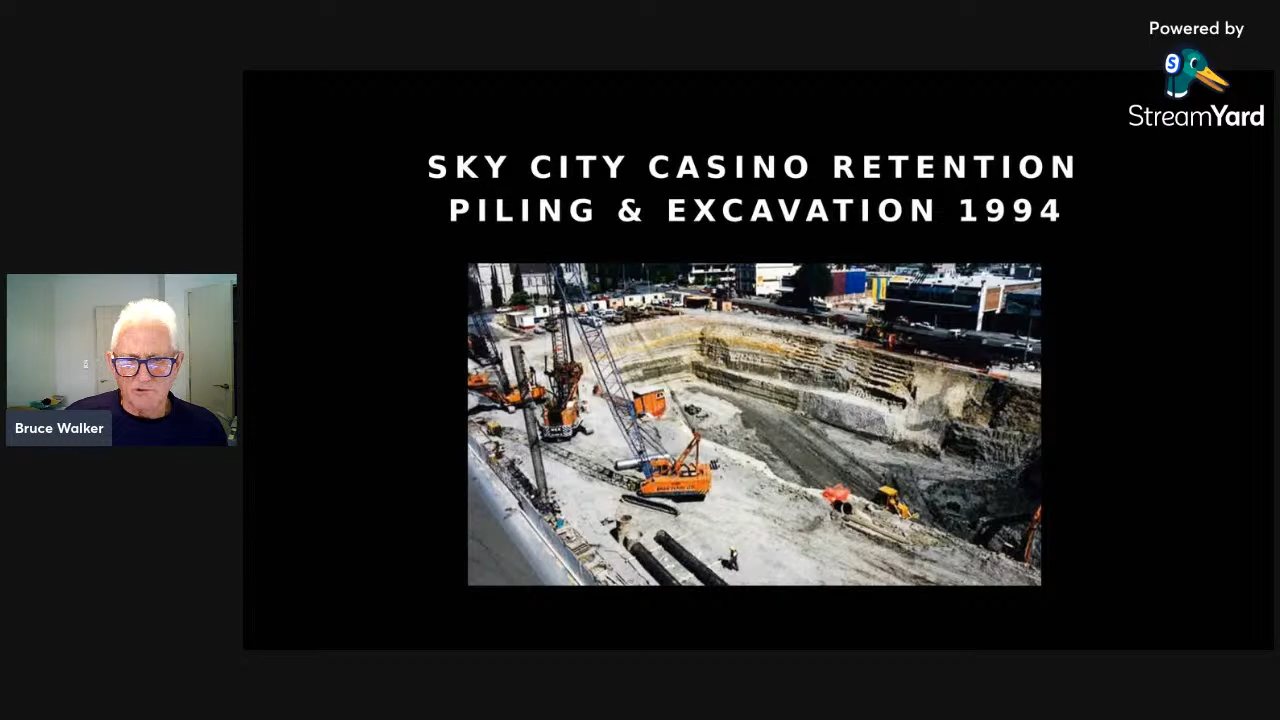 Powered by
StreamYard
SKY CITY CASINO RETENTION
PILING & EXCAVATION 1994
Bruce Walker